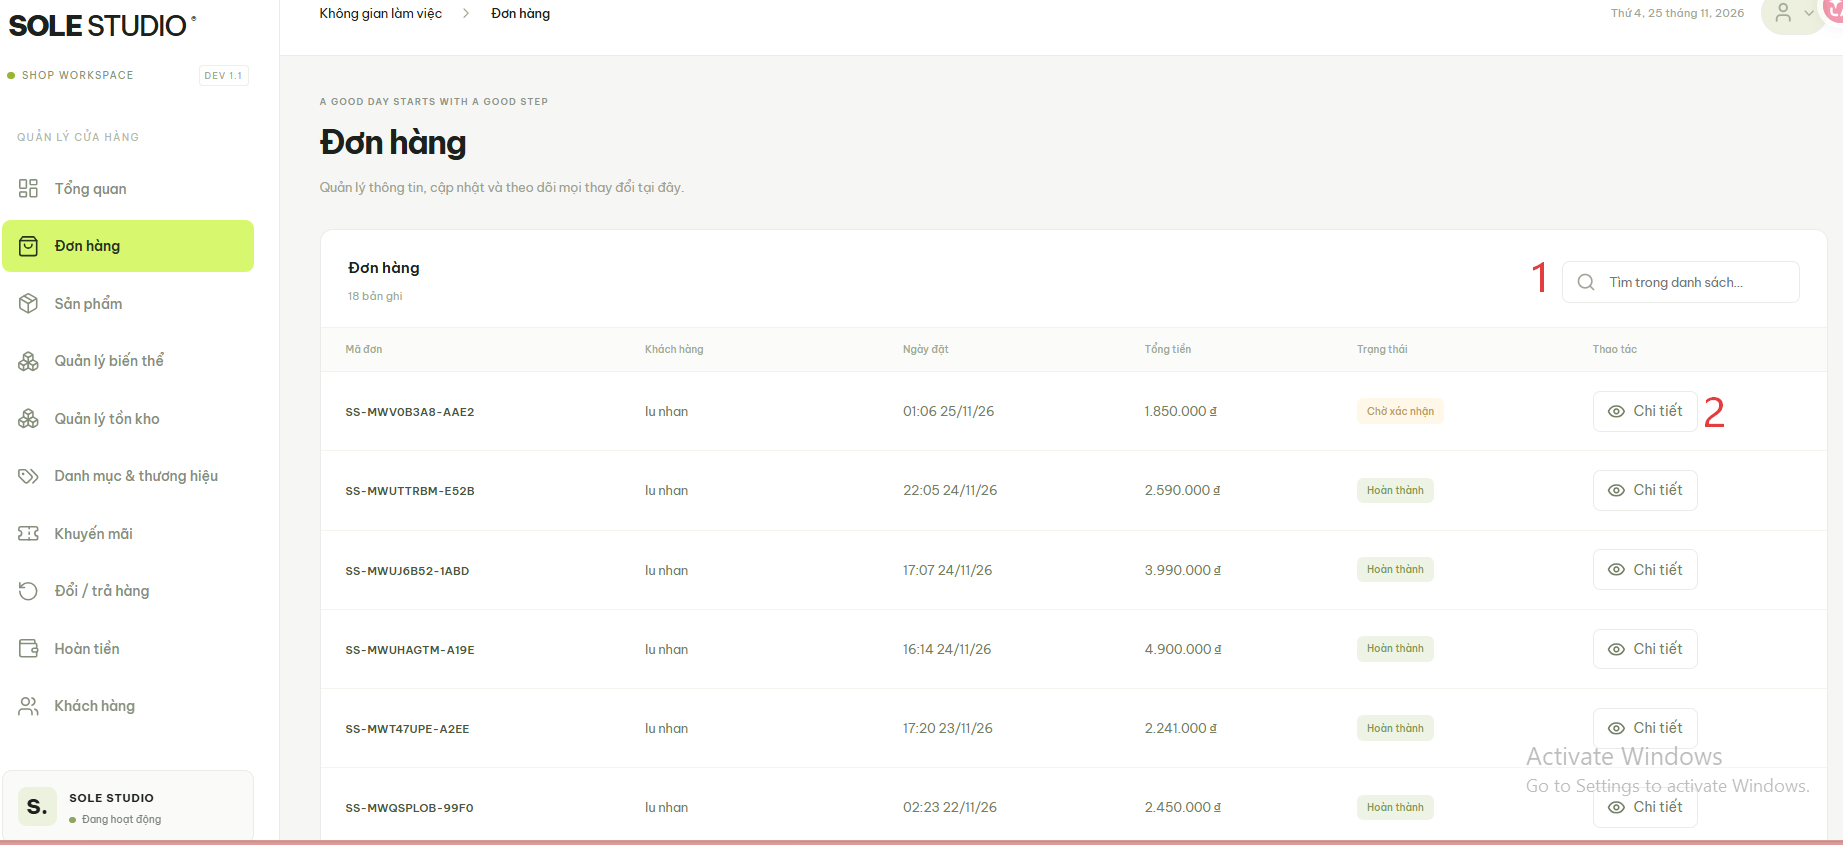 SOLE STUDIO®
SHOP WORKSPACE
DEV 1.1
QUẢN LÝ CỬA HÀNG
Tổng quan
Đơn hàng
Sản phẩm
Quản lý biến thể
Quản lý tồn kho
Danh mục & thương hiệu
Khuyến mãi
Đổi / trả hàng
Hoàn tiền
Khách hàng
S.
SOLE STUDIO
Đang hoạt động
Không gian làm việc
Đơn hàng
Thứ 4, 25 tháng 11, 2026
A GOOD DAY STARTS WITH A GOOD STEP
Đơn hàng
Quản lý thông tin, cập nhật và theo dõi mọi thay đổi tại đây.
Đơn hàng
18 bản ghi
1
Tìm trong danh sách...
Mã đơn Khách hàng Ngày đặt Tổng tiền Trạng thái Thao tác
SS-MWV0B3A8-AAE2 lu nhan 01:06 25/11/26 1.850.000 ₫ Chờ xác nhận Chi tiết 2
SS-MWUTTRBM-E52B lu nhan 22:05 24/11/26 2.590.000 ₫ Hoàn thành Chi tiết
SS-MWUJ6B52-1ABD lu nhan 17:07 24/11/26 3.990.000 ₫ Hoàn thành Chi tiết
SS-MWUHAGTM-A19E lu nhan 16:14 24/11/26 4.900.000 ₫ Hoàn thành Chi tiết
SS-MWT47UPE-A2EE lu nhan 17:20 23/11/26 2.241.000 ₫ Hoàn thành Chi tiết
Activate Windows
Go to Settings to activate Windows.
SS-MWQSPLOB-99F0 lu nhan 02:23 22/11/26 2.450.000 ₫ Hoàn thành Chi tiết